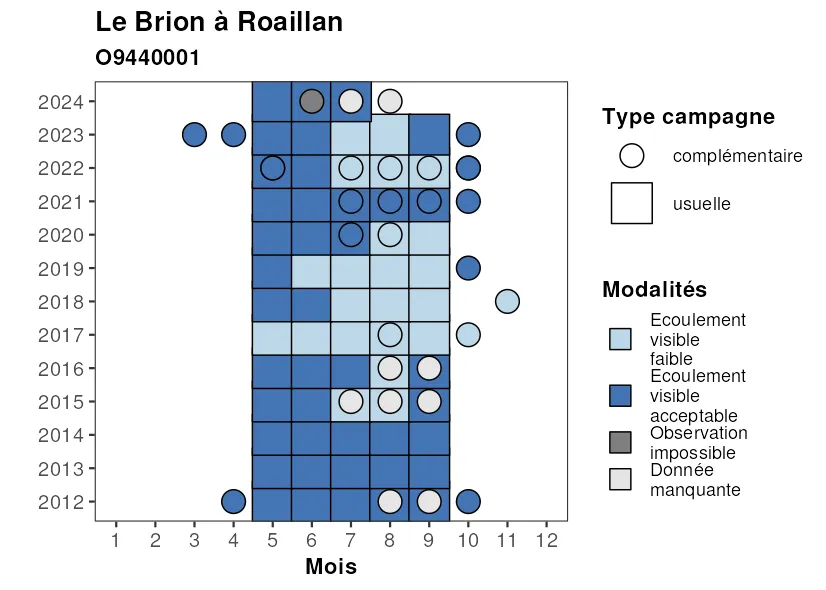 Le Brion à Roaillan
O9440001
2024
2023
2022
2021
2020
2019
2018
2017
2016
2015
2014
2013
2012
1 2 3 4 5 6 7 8 9 10 11 12
Mois
Type campagne
complémentaire
usuelle
Modalités
Ecoulement
visible
faible
Ecoulement
visible
acceptable
Observation
impossible
Donnée
manquante